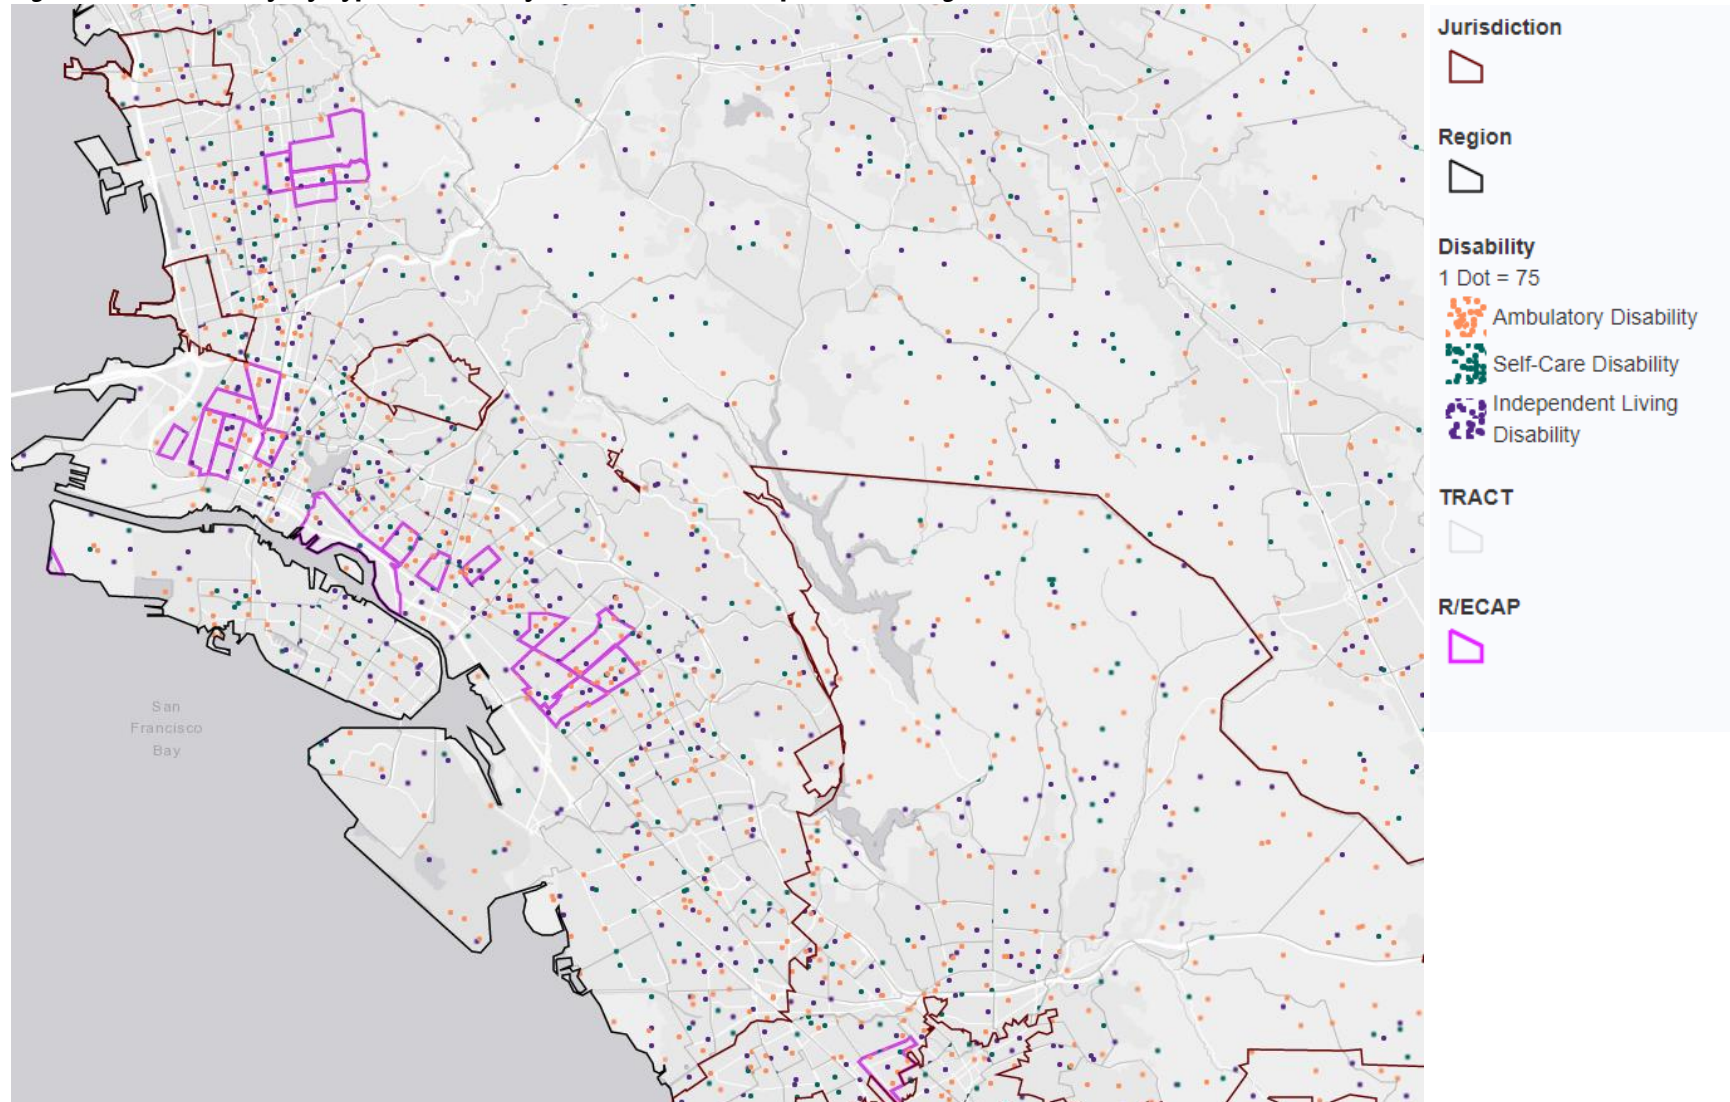 Jurisdiction
Region
Disability
1 Dot = 75
Ambulatory Disability
Self-Care Disability
Independent Living
Disability
TRACT
R/ECAP
San
Francisco
Bay